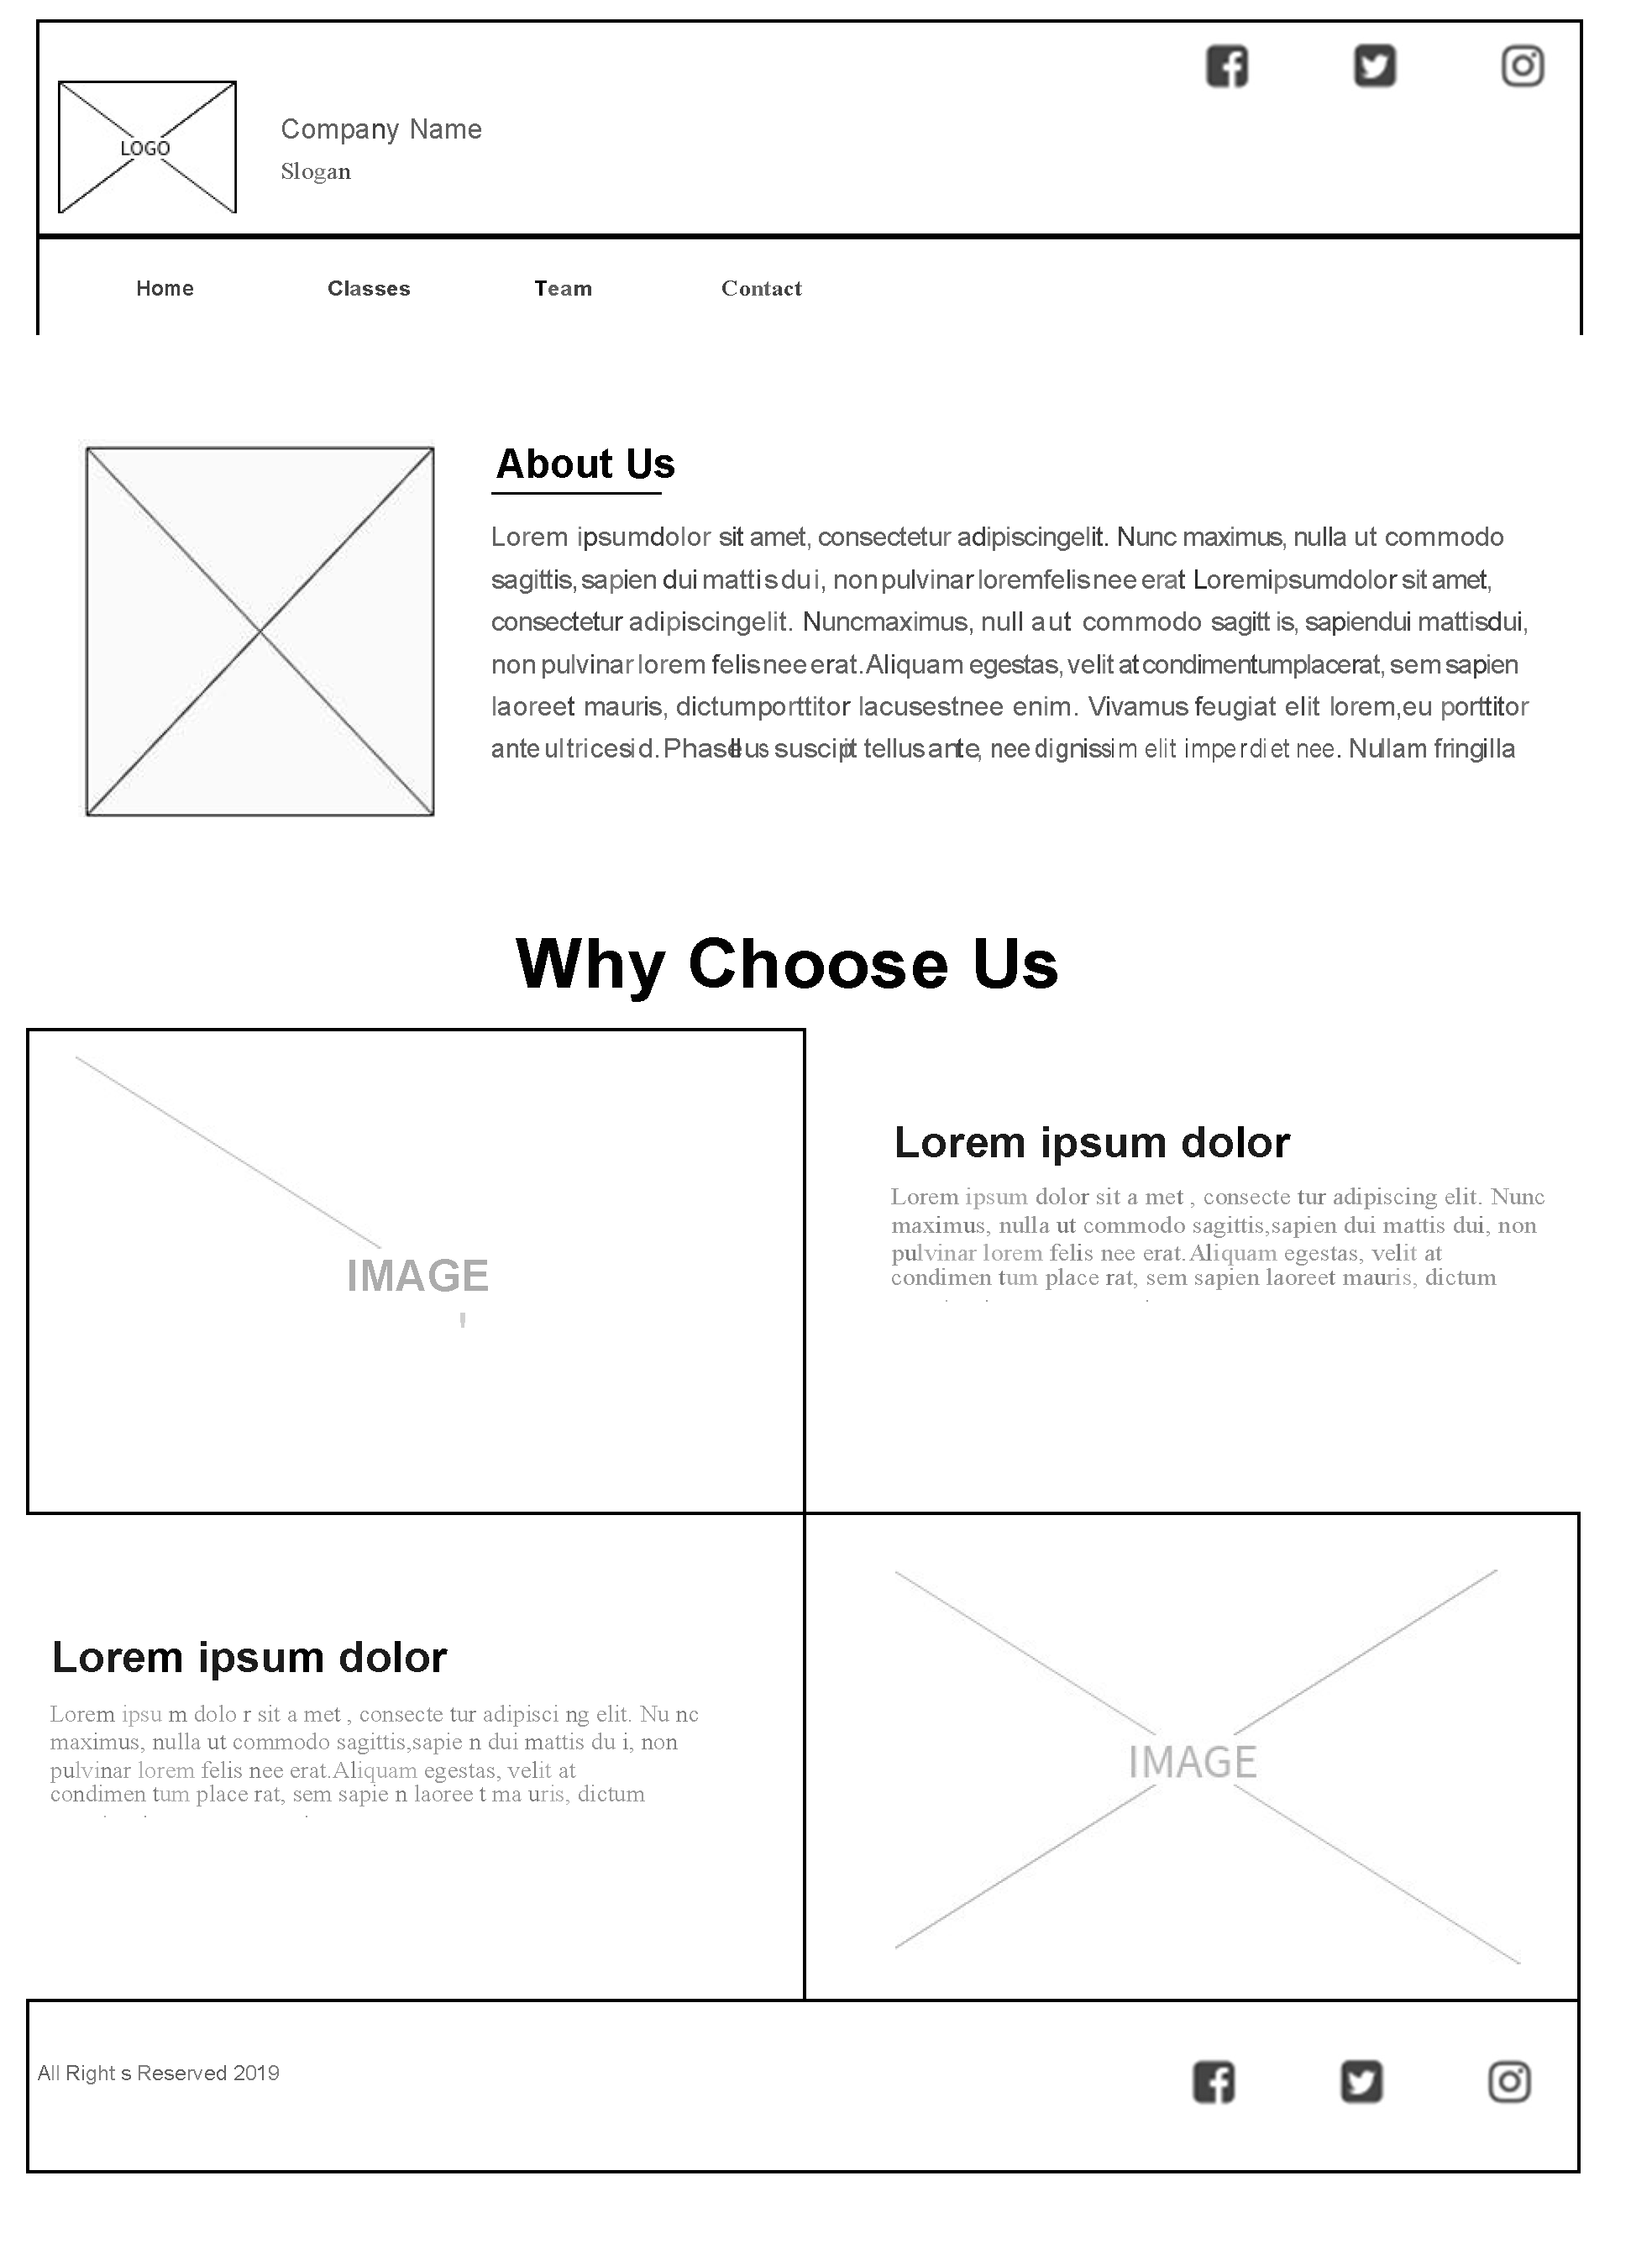 LOGO
Company Name
Slogan
Home Classes Team Contact
About Us
Lorem ipsumdolor sit amet, consectetur adipiscingelit. Nunc maximus, nulla ut commodo
sagittis, sapien dui mattis dui, non pulvinar lorem felis nee erat Loremipsumdolor sit amet,
consectetur adipiscingelit. Nuncmaximus, null aut commodo sagitt is, sapiendui mattisdui,
non pulvinar lorem felis nee erat. Aliquam egestas, velit at condimentumplacerat, sem sapien
laoreet mauris, dictumporttitor lacusestnee enim. Vivamus feugiat elit lorem,eu porttitor
ante ultricesid. Phasellus suscipit tellus ante, nee dignissim elit imperdiet nee. Nullam fringilla
Why Choose Us
IMAGE
Lorem ipsum dolor
Lorem ipsum dolor sit a met , consecte tur adipiscing elit. Nunc
maximus, nulla ut commodo sagittis,sapien dui mattis dui, non
pulvinar lorem felis nee erat.Aliquam egestas, velit at
condimen tum place rat, sem sapien laoreet mauris, dictum
Lorem ipsum dolor
Lorem ipsu m dolo r sit a met , consecte tur adipisci ng elit. Nu nc
maximus, nulla ut commodo sagittis,sapie n dui mattis du i, non
pulvinar lorem felis nee erat.Aliquam egestas, velit at
condimen tum place rat, sem sapie n laoree t ma uris, dictum
IMAGE
All Right s Reserved 2019